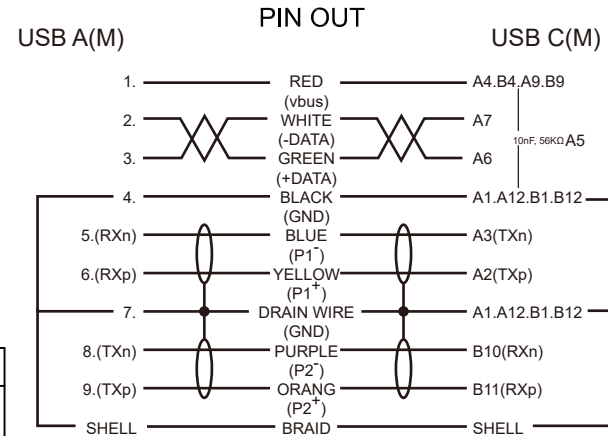 PIN OUT
USB A(M) USB C(M)
1. RED A4.B4.A9.B9
(vbus)
2. WHITE A7
(-DATA) 10nF, 56KΩ A5
3. GREEN A6
(+DATA)
4. BLACK A1.A12.B1.B12
(GND)
5.(RXn) BLUE A3(TXn)
(P1-)
6.(RXp) YELLOW A2(TXp)
(P1+)
7. DRAIN WIRE A1.A12.B1.B12
(GND)
8.(TXn) PURPLE B10(RXn)
(P2-)
9.(TXp) ORANG B11(RXp)
(P2+)
SHELL BRAID SHELL